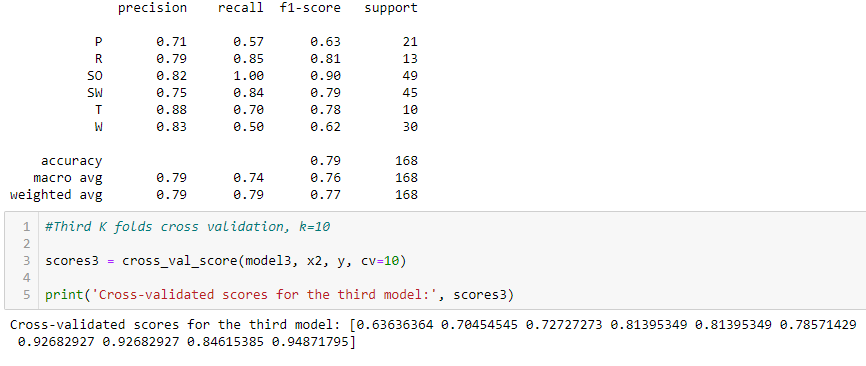 precision recall f1-score support
P 0.71 0.57 0.63 21
R 0.79 0.85 0.81 13
SO 0.82 1.00 0.90 49
SW 0.75 0.84 0.79 45
T 0.88 0.70 0.78 10
W 0.83 0.50 0.62 30
accuracy 0.79 168
macro avg 0.79 0.74 0.76 168
weighted avg 0.79 0.79 0.77 168
1 #Third K folds cross validation, k=10
2
3 scores3 = cross_val_score(model3, x2, y, cv=10)
4
5 print('Cross-validated scores for the third model:', scores3)
Cross-validated scores for the third model: [0.63636364 0.70454545 0.72727273 0.81395349 0.81395349 0.78571429
0.92682927 0.92682927 0.84615385 0.94871795]